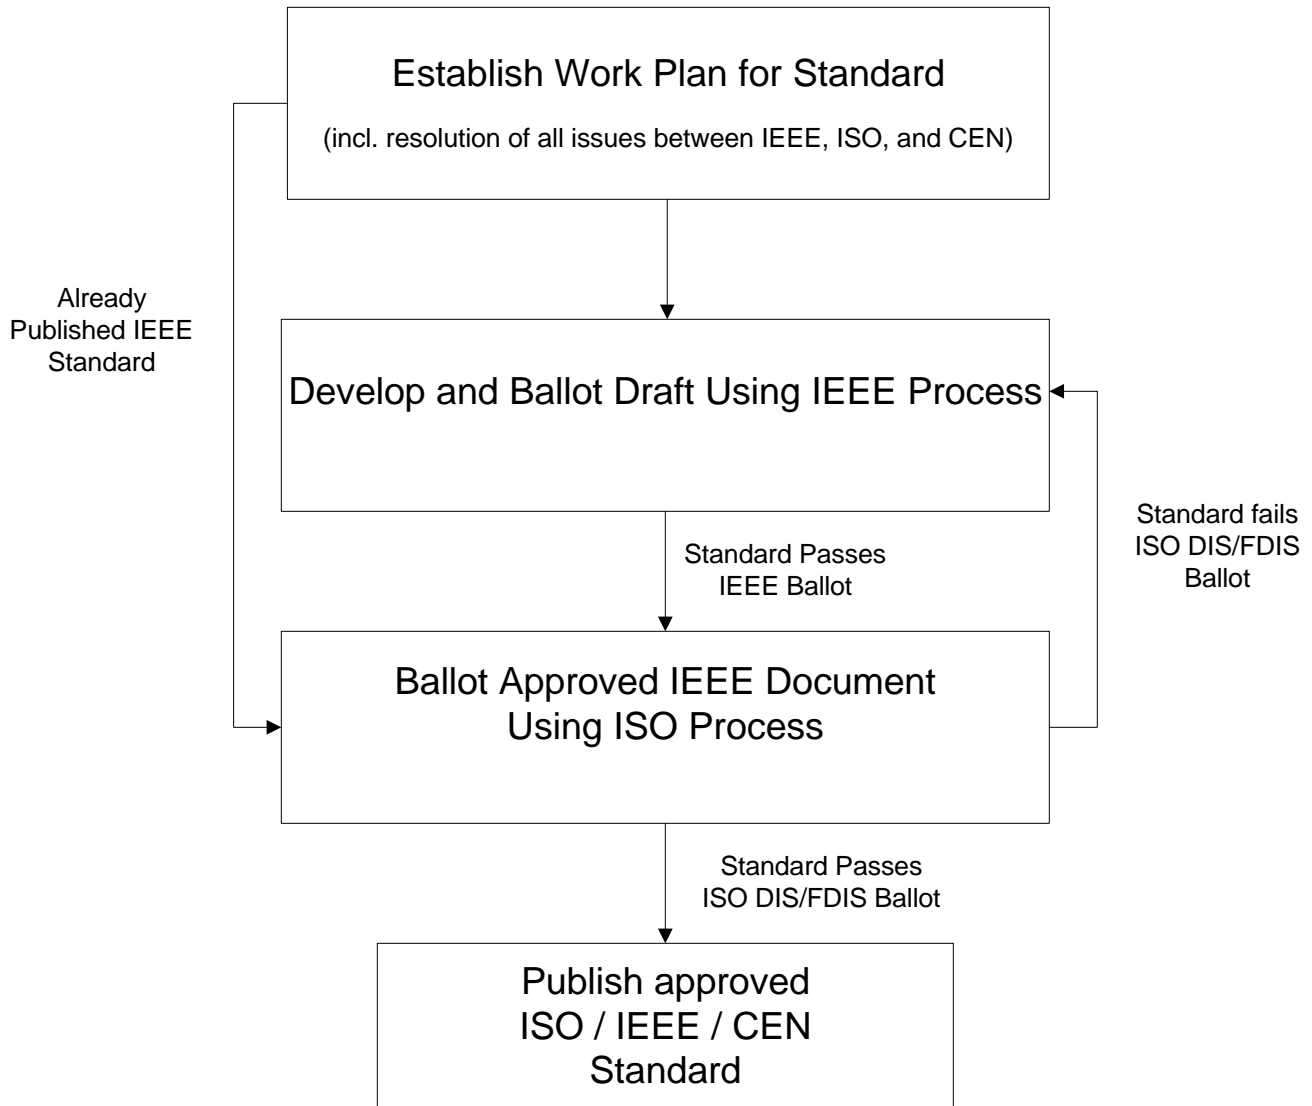 Establish Work Plan for Standard
(incl. resolution of all issues between IEEE, ISO, and CEN)
Already
Published IEEE
Standard
Develop and Ballot Draft Using IEEE Process
Standard fails
ISO DIS/FDIS
Ballot
Standard Passes
IEEE Ballot
Ballot Approved IEEE Document
Using ISO Process
Standard Passes
ISO DIS/FDIS Ballot
Publish approved
ISO / IEEE / CEN
Standard